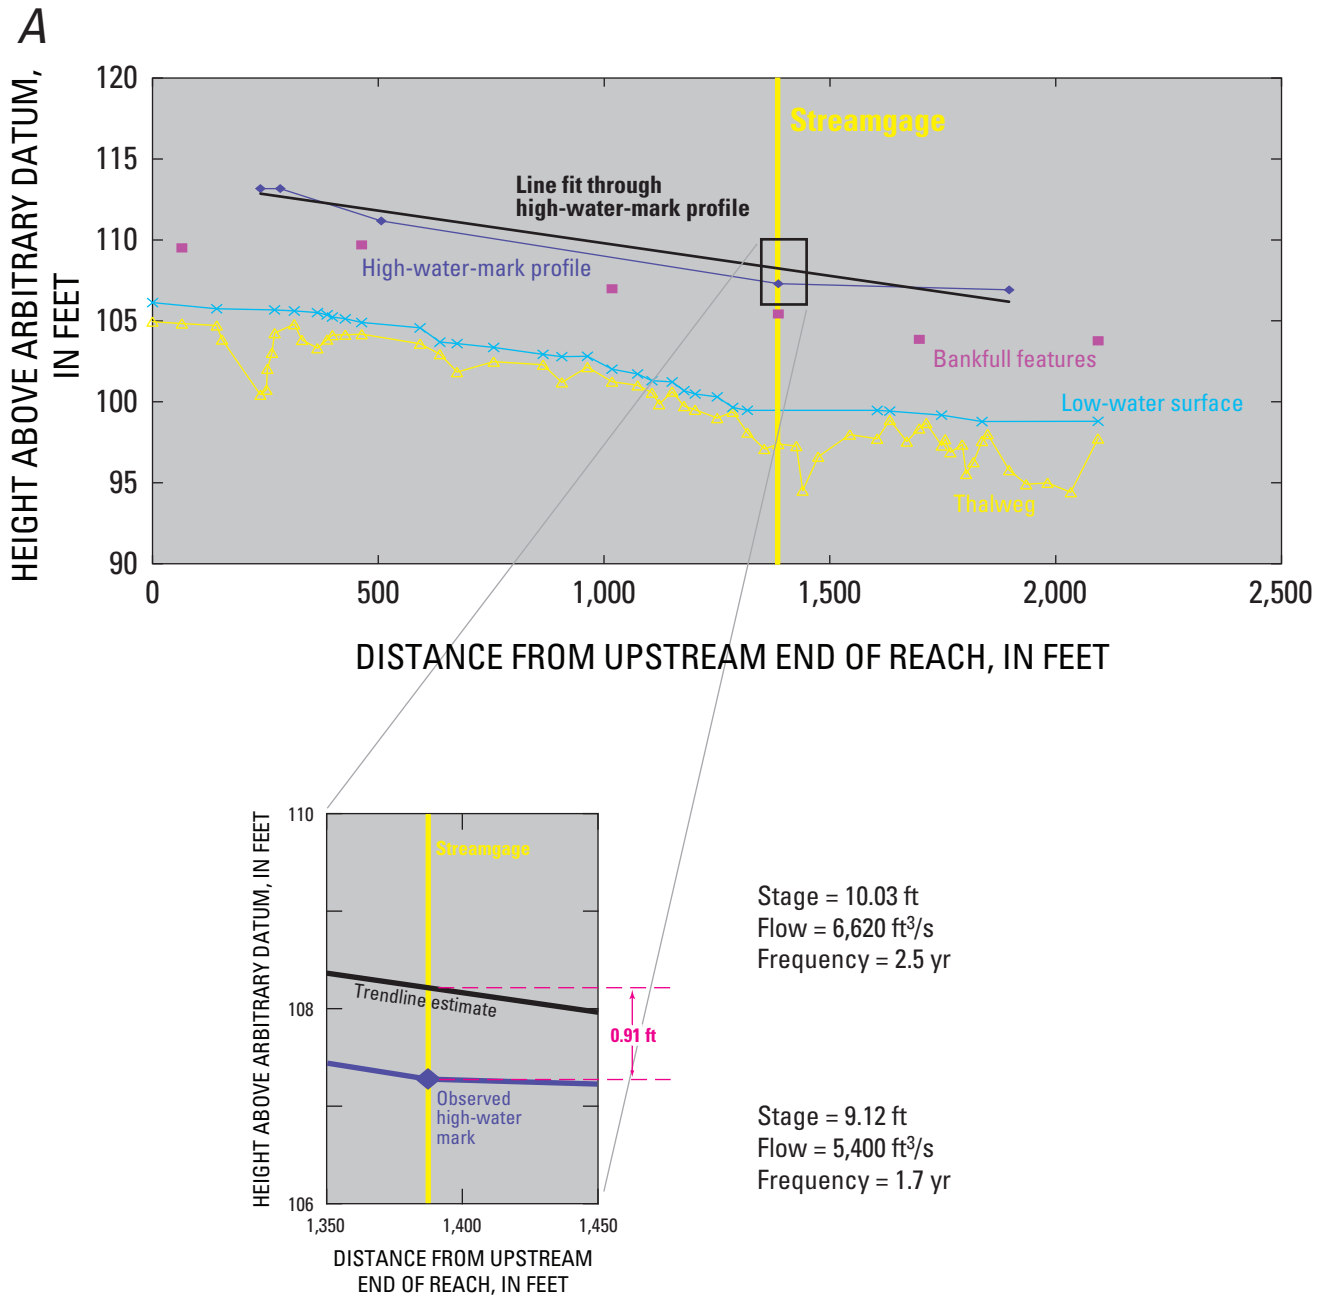 A
HEIGHT ABOVE ARBITRARY DATUM,
IN FEET
120
115
110
105
100
95
90
Streamgage
Line fit through
high-water-mark profile
High-water-mark profile
Bankfull features
Low-water surface
Thalweg
0
500
1,000
1,500
2,000
2,500
DISTANCE FROM UPSTREAM END OF REACH, IN FEET
HEIGHT ABOVE ARBITRARY DATUM, IN FEET
110
108
106
Streamgage
Trendline estimate
0.91 ft
Observed
high-water
mark
1,350
1,400
1,450
DISTANCE FROM UPSTREAM
END OF REACH, IN FEET
Stage = 10.03 ft
Flow = 6,620 ft³/s
Frequency = 2.5 yr
Stage = 9.12 ft
Flow = 5,400 ft³/s
Frequency = 1.7 yr